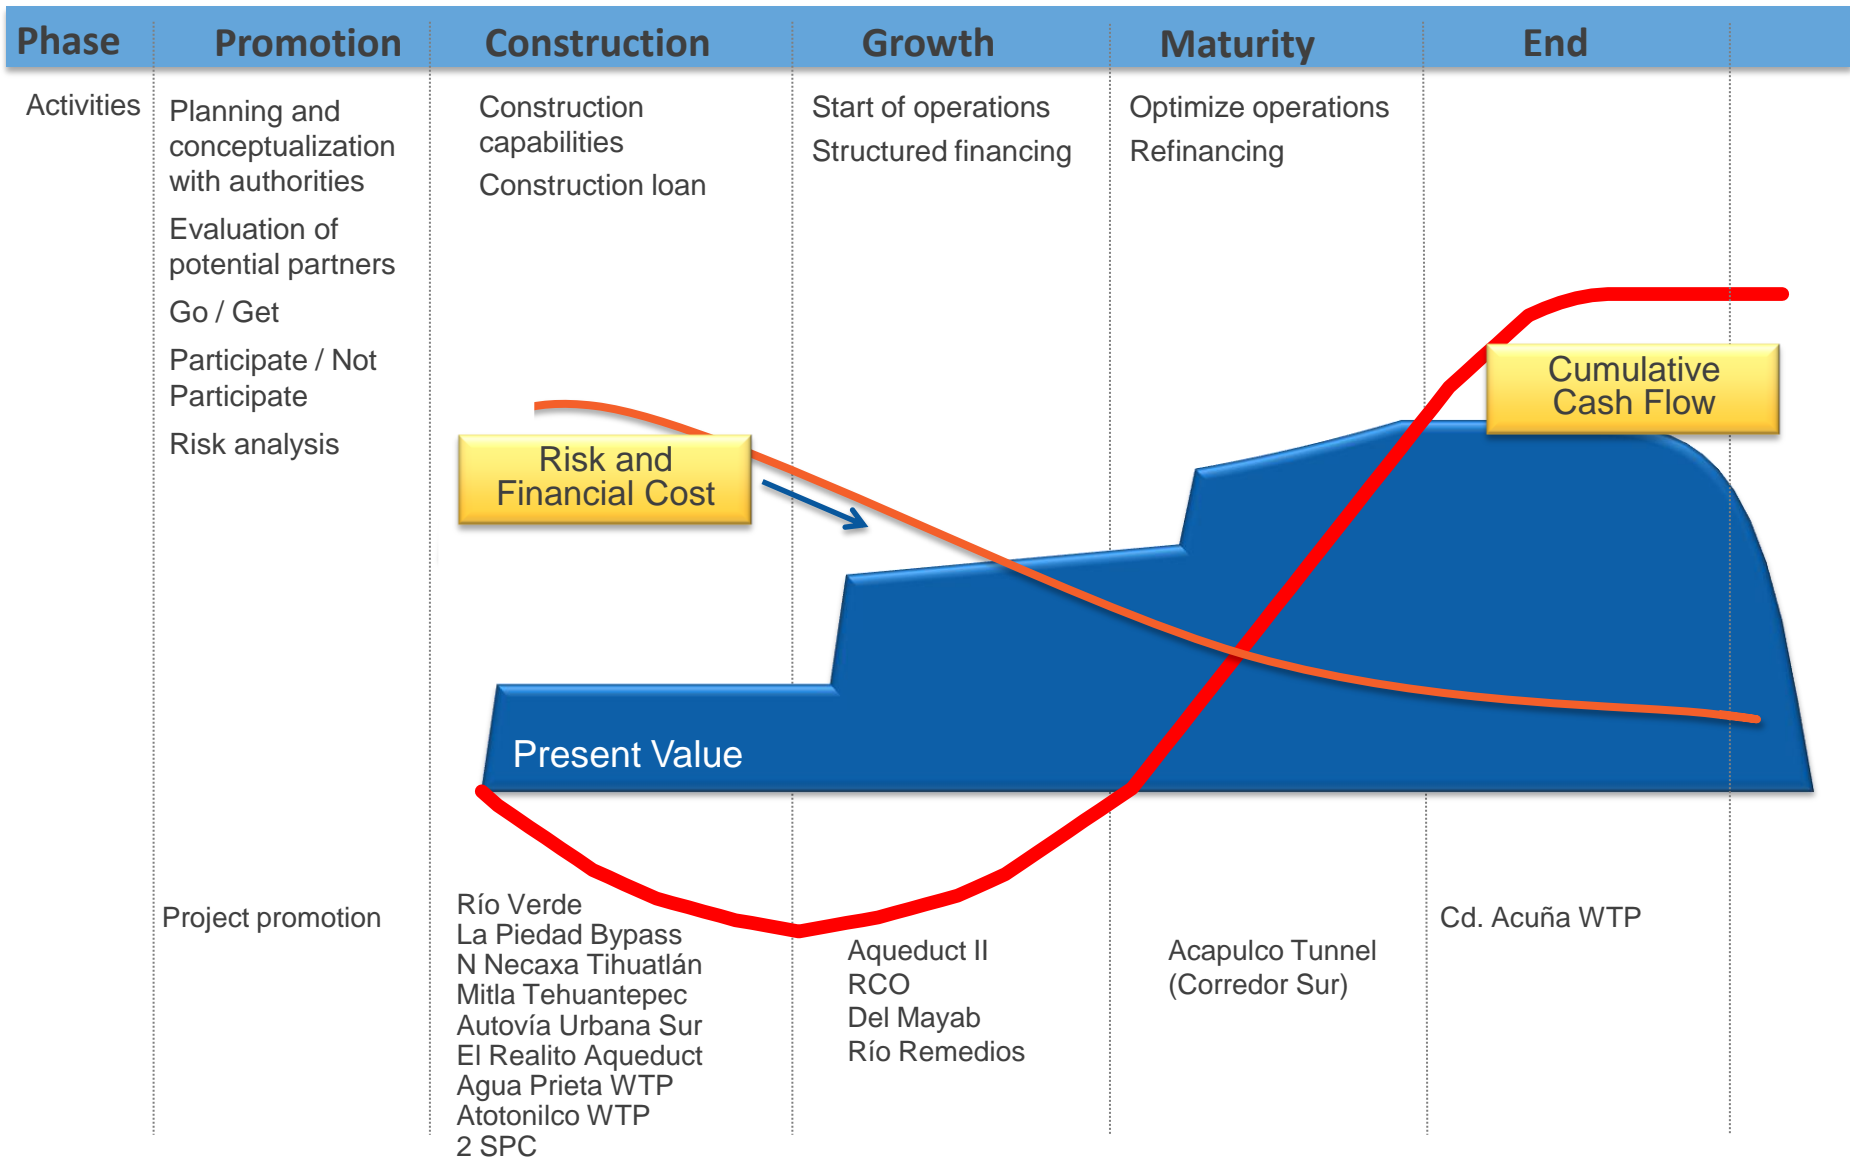 Phase
Promotion
Construction
Growth
Maturity
End
Activities
Planning and
conceptualization
with authorities
Evaluation of
potential partners
Go / Get
Participate / Not
Participate
Risk analysis
Construction
capabilities
Construction loan
Start of operations
Structured financing
Optimize operations
Refinancing
Risk and
Financial Cost
Cumulative
Cash Flow
Present Value
Project promotion
Río Verde
La Piedad Bypass
N Necaxa Tihuatlán
Mitla Tehuantepec
Autovía Urbana Sur
El Realito Aqueduct
Agua Prieta WTP
Atotonilco WTP
2 SPC
Aqueduct II
RCO
Del Mayab
Río Remedios
Acapulco Tunnel
(Corredor Sur)
Cd. Acuña WTP